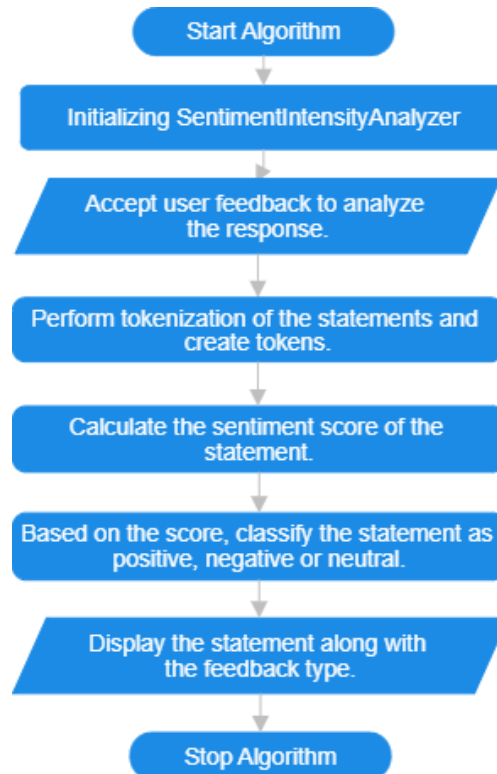 Start Algorithm
Initializing SentimentIntensityAnalyzer
Accept user feedback to analyze
the response.
Perform tokenization of the statements and
create tokens.
Calculate the sentiment score of the
statement.
Based on the score, classify the statement as
positive, negative or neutral.
Display the statement along with
the feedback type.
Stop Algorithm